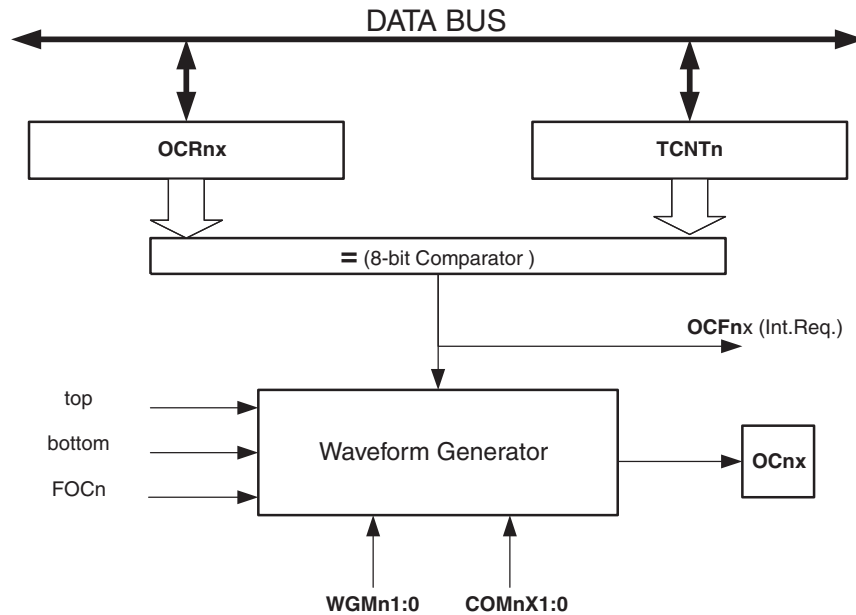 DATA BUS
OCRnx
TCNTn
= (8-bit Comparator )
OCFnx (Int.Req.)
top
bottom
FOCn
Waveform Generator
OCnx
WGMn1:0
COMnX1:0